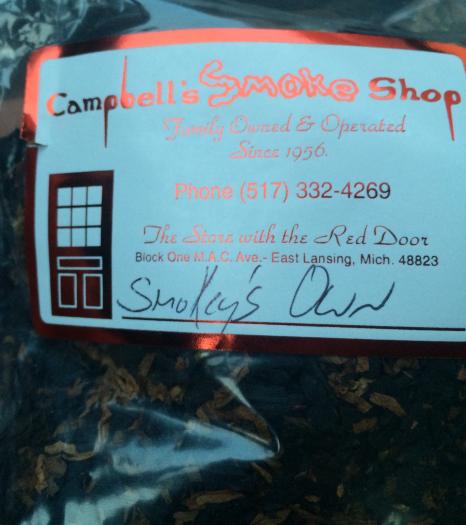 Campbell's Smoke Shop
Family Owned & Operated
Since 1956.
Phone (517) 332-4269
The Store with the Red Door
Block One M.A.C. Ave.- East Lansing, Mich. 48823
Smokey's Own